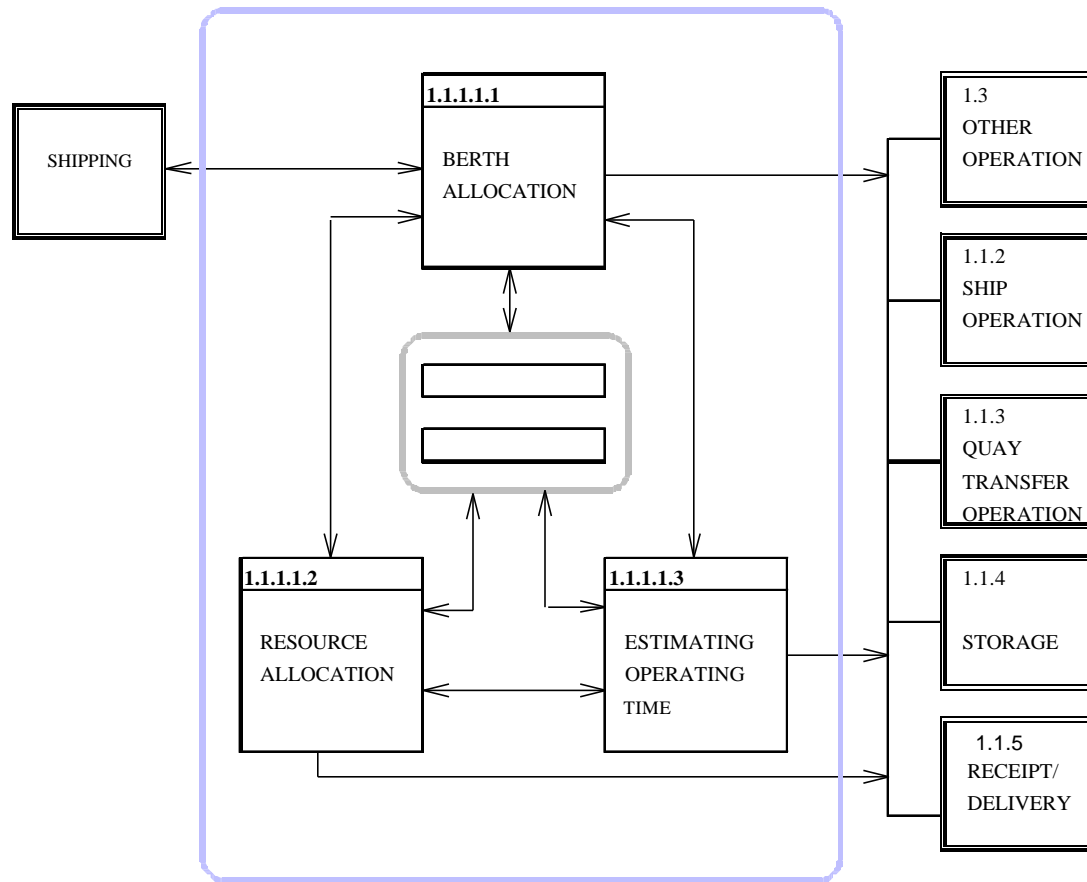 SHIPPING
1.1.1.1.1
BERTH
ALLOCATION
1.1.1.1.2
RESOURCE
ALLOCATION
1.1.1.1.3
ESTIMATING
OPERATING
TIME
1.3
OTHER
OPERATION
1.1.2
SHIP
OPERATION
1.1.3
QUAY
TRANSFER
OPERATION
1.1.4
STORAGE
1.1.5
RECEIPT/
DELIVERY